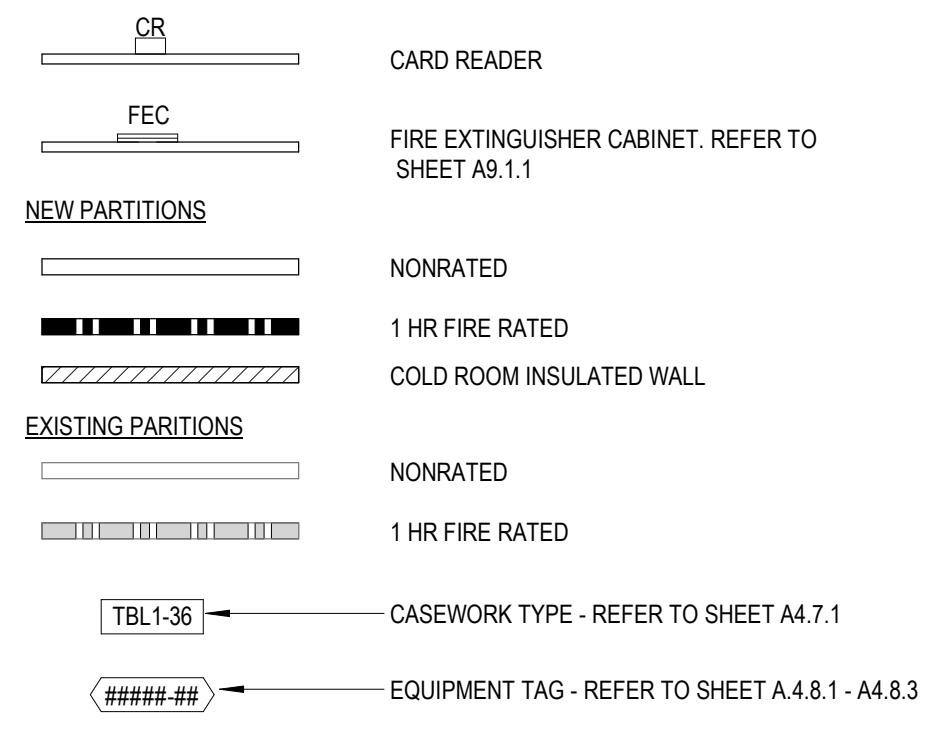 CR
CARD READER
FEC
FIRE EXTINGUISHER CABINET. REFER TO
SHEET A9.1.1
NEW PARTITIONS
NONRATED
1 HR FIRE RATED
COLD ROOM INSULATED WALL
EXISTING PARITIONS
NONRATED
1 HR FIRE RATED
TBL1-36 CASEWORK TYPE - REFER TO SHEET A4.7.1
#####-## EQUIPMENT TAG - REFER TO SHEET A.4.8.1 - A4.8.3